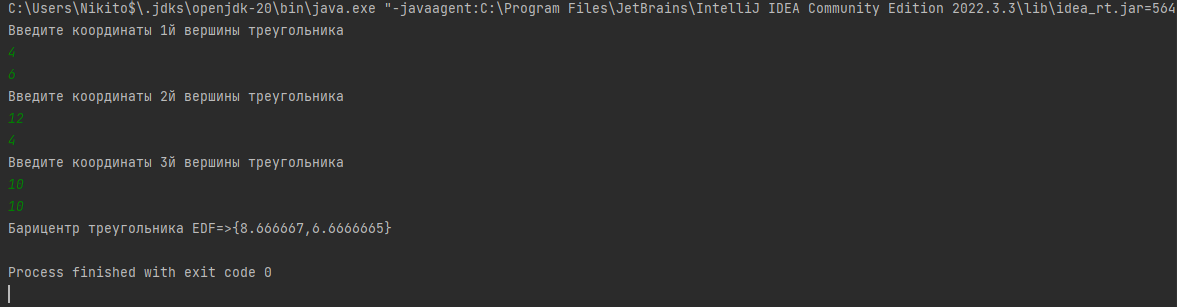 C:\Users\Nikito$\.jdks\openjdk-20\bin\java.exe "-javaagent:C:\Program Files\JetBrains\IntelliJ IDEA Community Edition 2022.3.3\lib\idea_rt.jar=564
Введите координаты 1й вершины треугольника
4
6
Введите координаты 2й вершины треугольника
12
4
Введите координаты 3й вершины треугольника
10
10
Барицентр треугольника EDF=>{8.666667,6.6666665}
Process finished with exit code 0